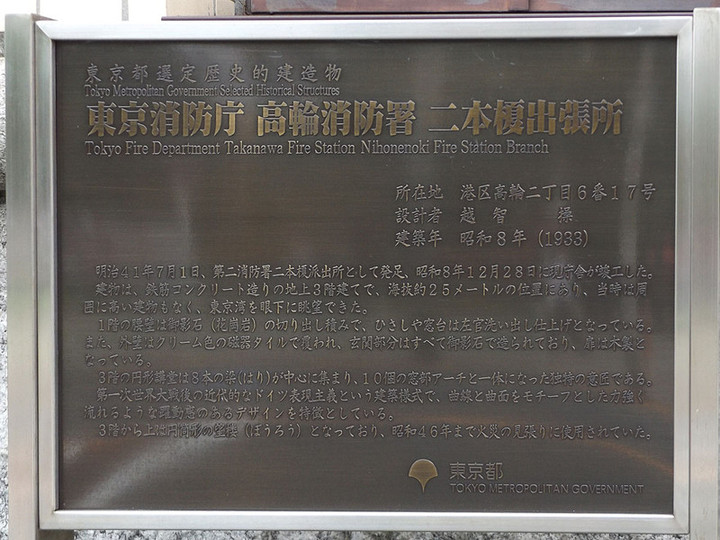 東京都選定歴史的建造物
Tokyo Metropolitan Government Selected Historical Structures
東京消防庁 高輪消防署 二本榎出張所
Tokyo Fire Department Takanawa Fire Station Nihonenoki Fire Station Branch
所在地 港区高輪二丁目6番17号
設計者 越智 操
建築年 昭和8年 (1933)
明治41年7月1日、第二消防署二本榎派出所として発足、昭和8年12月28日に現庁舎が竣工した。
建物は、鉄筋コンクリート造りの地上3階建てで、海抜約25メートルの位置にあり、当時は周
囲に高い建物もなく、東京湾を眼下に眺望できた。
1階の腰壁は御影石(花崗岩)の切り出し積みで、ひさしや窓台は左官洗い出し仕上げとなっている。
また、外壁はクリーム色の磁器タイルで覆われ、玄関部分はすべて御影石で造られており、扉は木製と
なっている。
3階の円形講堂は8本の梁(はり)が中心に集まり、10個の窓部アーチと一体になった独特の意匠である。
第一次世界大戦後の近代的なドイツ表現主義という建築様式で、曲線と曲面をモチーフとした力強く
流れるような躍動感のあるデザインを特徴としている。
3階から上は円筒形の望楼(ぼうろう)となっており、昭和46年まで火災の見張りに使用されていた。
東京都
TOKYO METROPOLITAN GOVERNMENT